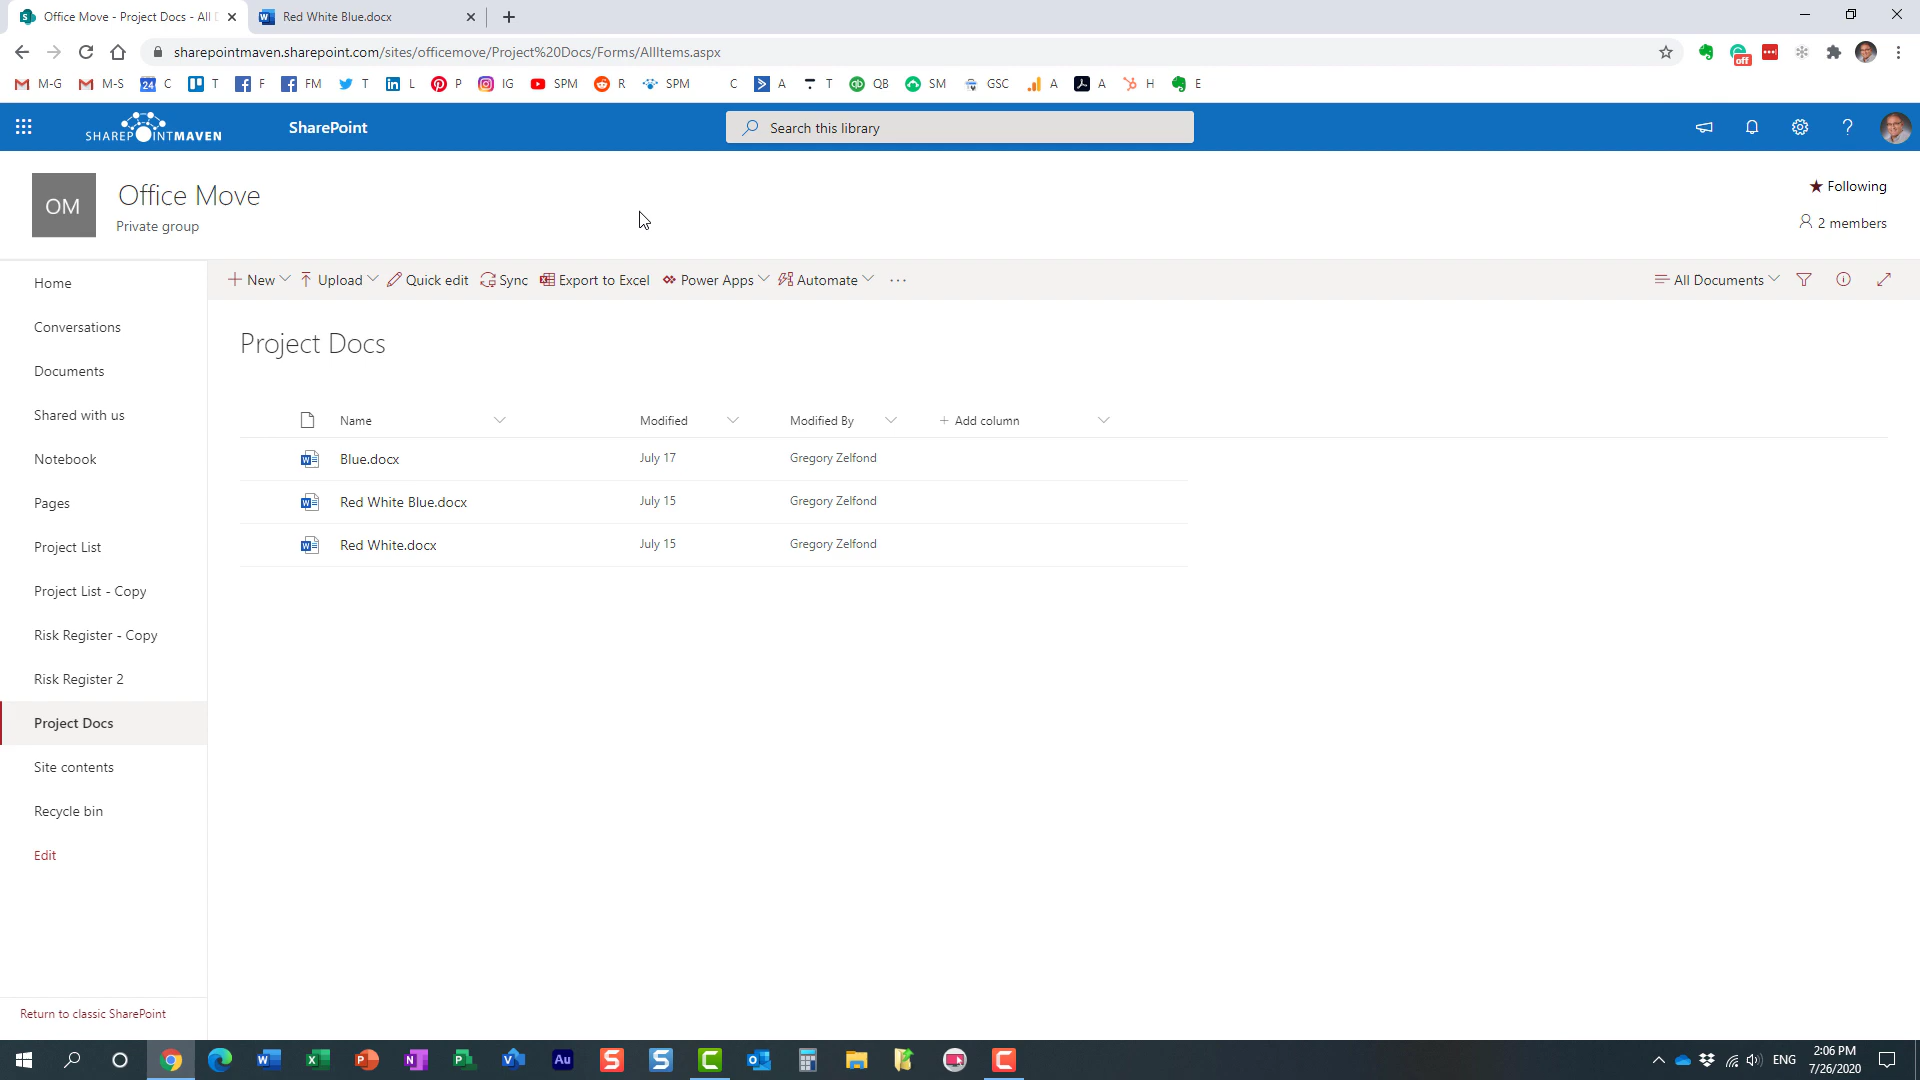 Office Move - Project Docs - All D
Red White Blue.docx
sharepointmaven.sharepoint.com/sites/officemove/Project%20Docs/Forms/AllItems.aspx
off
M-G M-S 24 C T F FM T L P IG SPM R SPM C A T QB SM GSC A A H E
SHAREPOINTMAVEN SharePoint Search this library ?
OM
Office Move
Private group
Following
2 members
Home
Conversations
Documents
Shared with us
Notebook
Pages
Project List
Project List - Copy
Risk Register - Copy
Risk Register 2
Project Docs
Site contents
Recycle bin
Edit
Return to classic SharePoint
New Upload Quick edit Sync Export to Excel Power Apps Automate ... All Documents
Project Docs
Name Modified Modified By + Add column
Blue.docx July 17 Gregory Zelfond
Red White Blue.docx July 15 Gregory Zelfond
Red White.docx July 15 Gregory Zelfond
ENG
2:06 PM
7/26/2020